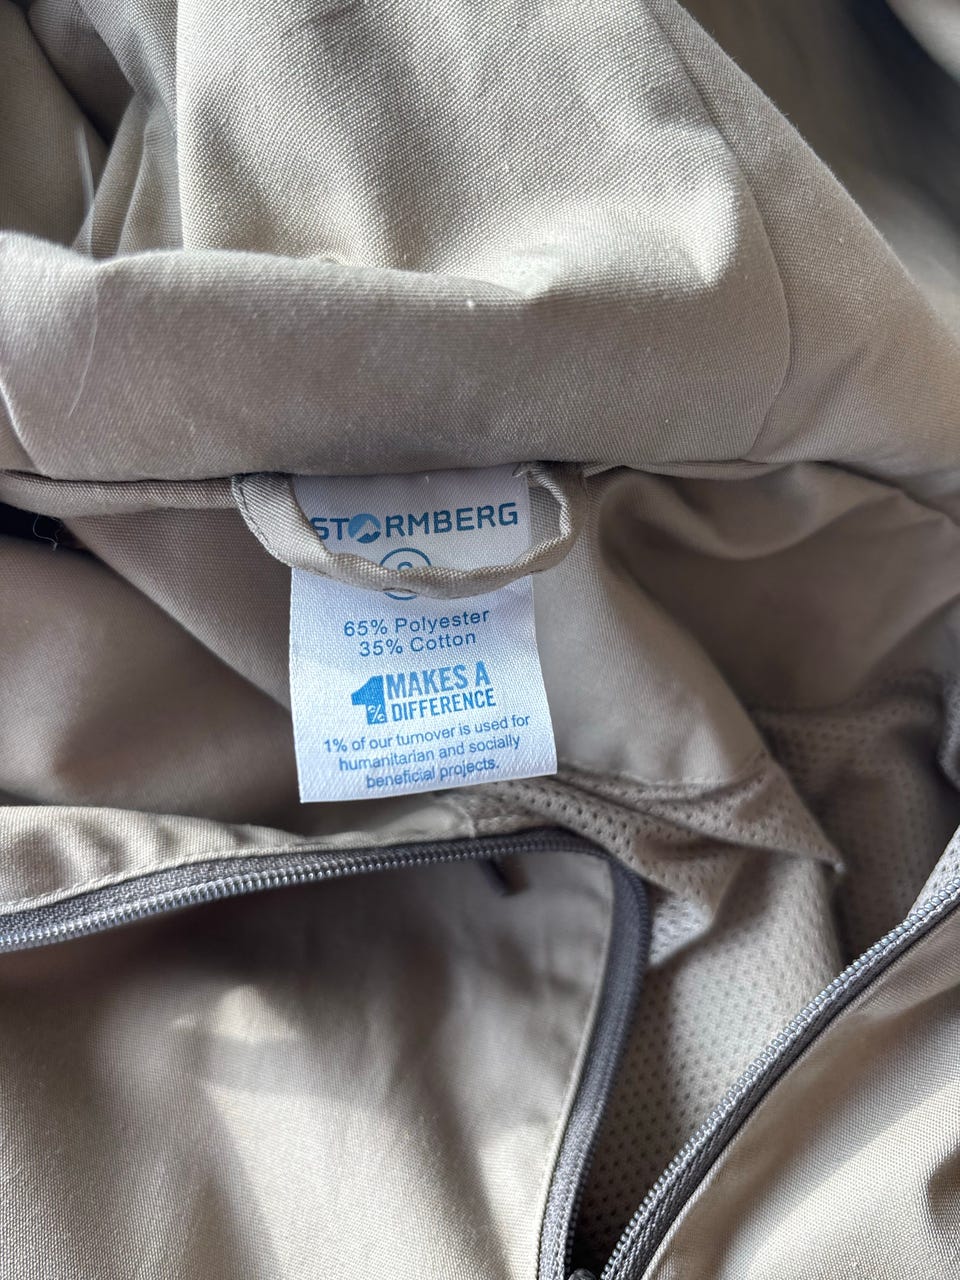 STORMBERG
65% Polyester
35% Cotton
1% MAKES A
DIFFERENCE
1% of our turnover is used for
humanitarian and socially
beneficial projects.